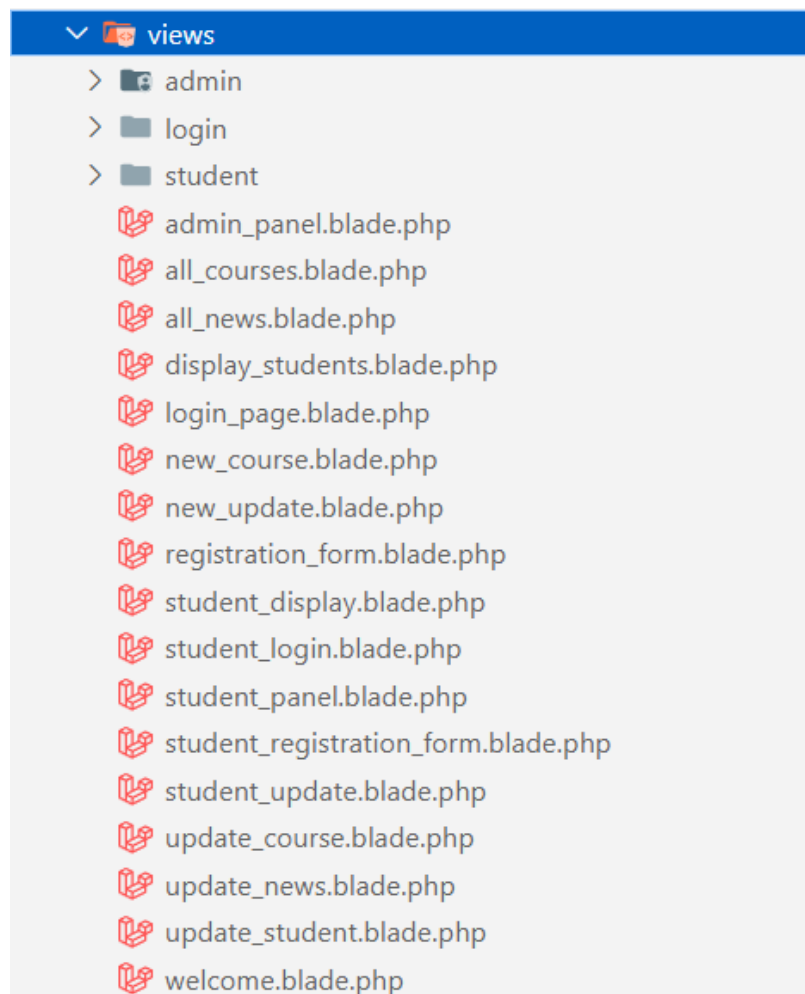 views
admin
login
student
admin_panel.blade.php
all_courses.blade.php
all_news.blade.php
display_students.blade.php
login_page.blade.php
new_course.blade.php
new_update.blade.php
registration_form.blade.php
student_display.blade.php
student_login.blade.php
student_panel.blade.php
student_registration_form.blade.php
student_update.blade.php
update_course.blade.php
update_news.blade.php
update_student.blade.php
welcome.blade.php